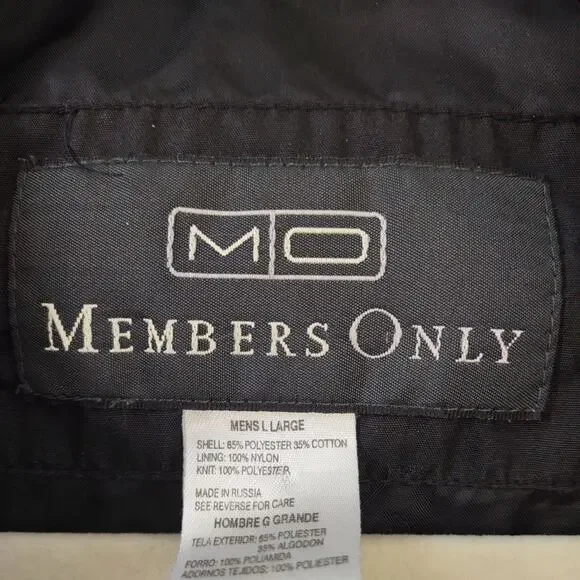 MO
MEMBERS ONLY
MENS L LARGE
SHELL: 65% POLYESTER 35% COTTON
LINING: 100% NYLON
KNIT: 100% POLYESTER
MADE IN RUSSIA
SEE REVERSE FOR CARE
HOMBRE G GRANDE
TELA EXTERIOR: 65% POLIESTER
35% ALGODON
FORRO: 100% POLIAMIDA
ADORNOS TEJIDOS: 100% POLIESTER